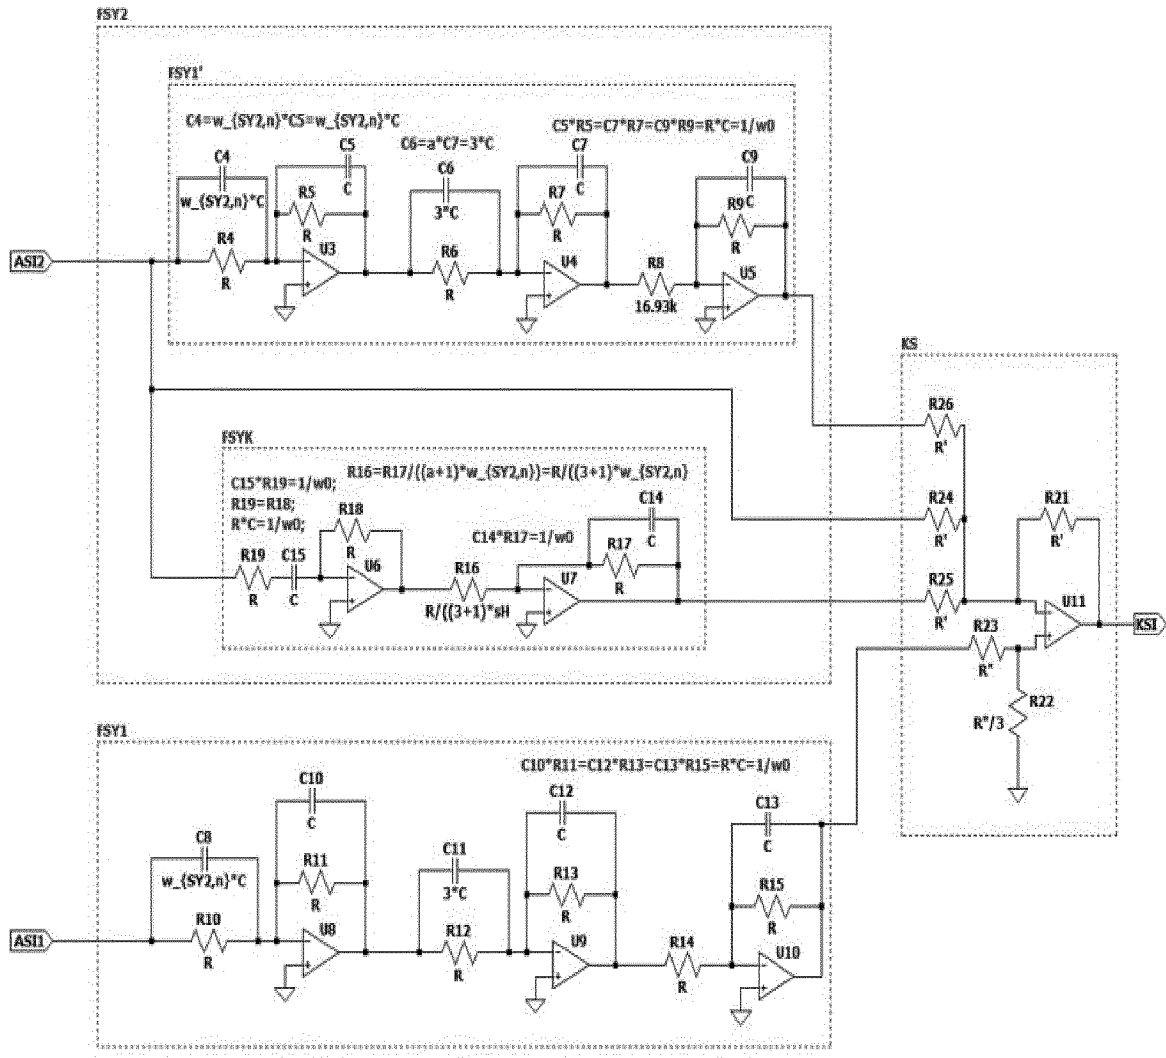 FSY2
FSY1'
C4=w_{SY2,n}*C5=w_{SY2,n}*C
C5*R5=C7*R7=C9*R9=R*C=1/w0
C6=a*C7=3*C
C5
C
C4
w_{SY2,n}*C
C6
3*C
C7
C
C9
C
R5
R
R7
R
R9
R
R4
R
U3
R6
R
U4
R8
16.93k
U5
ASI2
KS
R26
R'
FSYK
R16=R17/((a+1)*w_{SY2,n})=R/((3+1)*w_{SY2,n}
C15*R19=1/w0;
R19=R18;
R*C=1/w0;
R18
R
C14*R17=1/w0
C14
C
R24
R'
R21
R'
R19
R
C15
C
U6
R16
R/((3+1)*sH
U7
R17
R
R25
R'
U11
KSI
R23
R"
R22
R"/3
FSY1
C10*R11=C12*R13=C13*R15=R*C=1/w0
C10
C
C12
C
C13
C
C8
w_{SY2,n}*C
R11
R
C11
3*C
R13
R
R15
R
ASI1
R10
R
U8
R12
R
U9
R14
R
U10